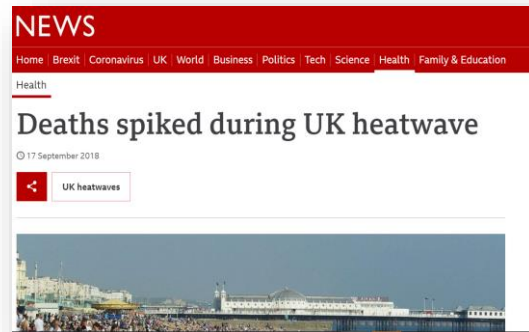 NEWS
Home Brexit Coronavirus UK World Business Politics Tech Science Health Family & Education
Health
Deaths spiked during UK heatwave
17 September 2018
UK heatwaves